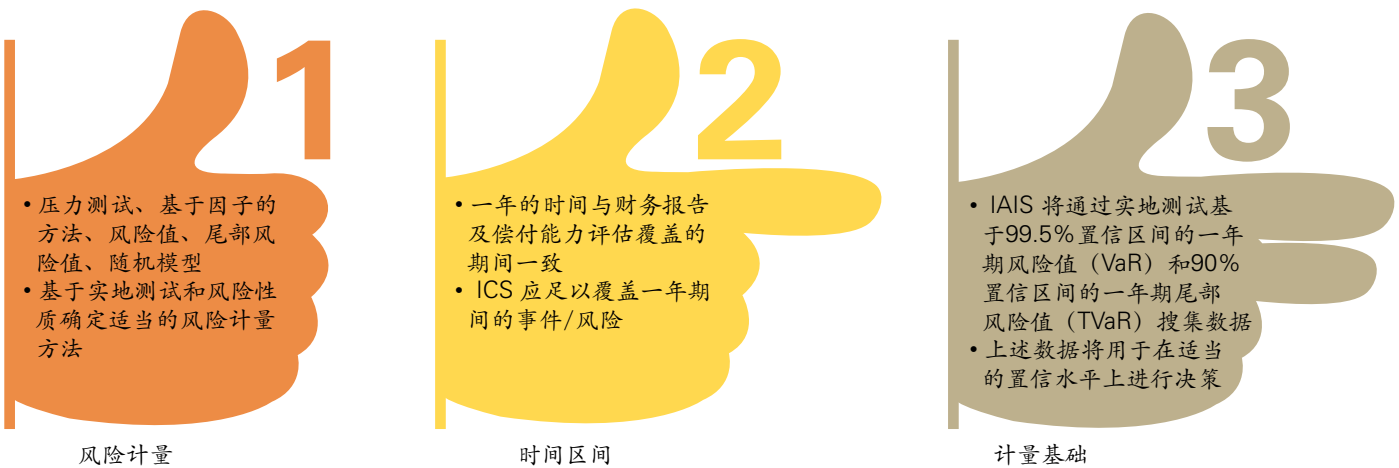 1
• 压力测试、基于因子的
方法、风险值、尾部风
险值、随机模型
• 基于实地测试和风险性
质确定适当的风险计量
方法
风险计量
2
• 一年的时间与财务报告
及偿付能力评估覆盖的
期间一致
• ICS 应足以覆盖一年期
间的事件/风险
时间区间
3
• IAIS 将通过实地测试基
于99.5%置信区间的一年
期风险值（VaR）和90%
置信区间的一年期尾部
风险值（TVaR）搜集数据
• 上述数据将用于在适当
的置信水平上进行决策
计量基础